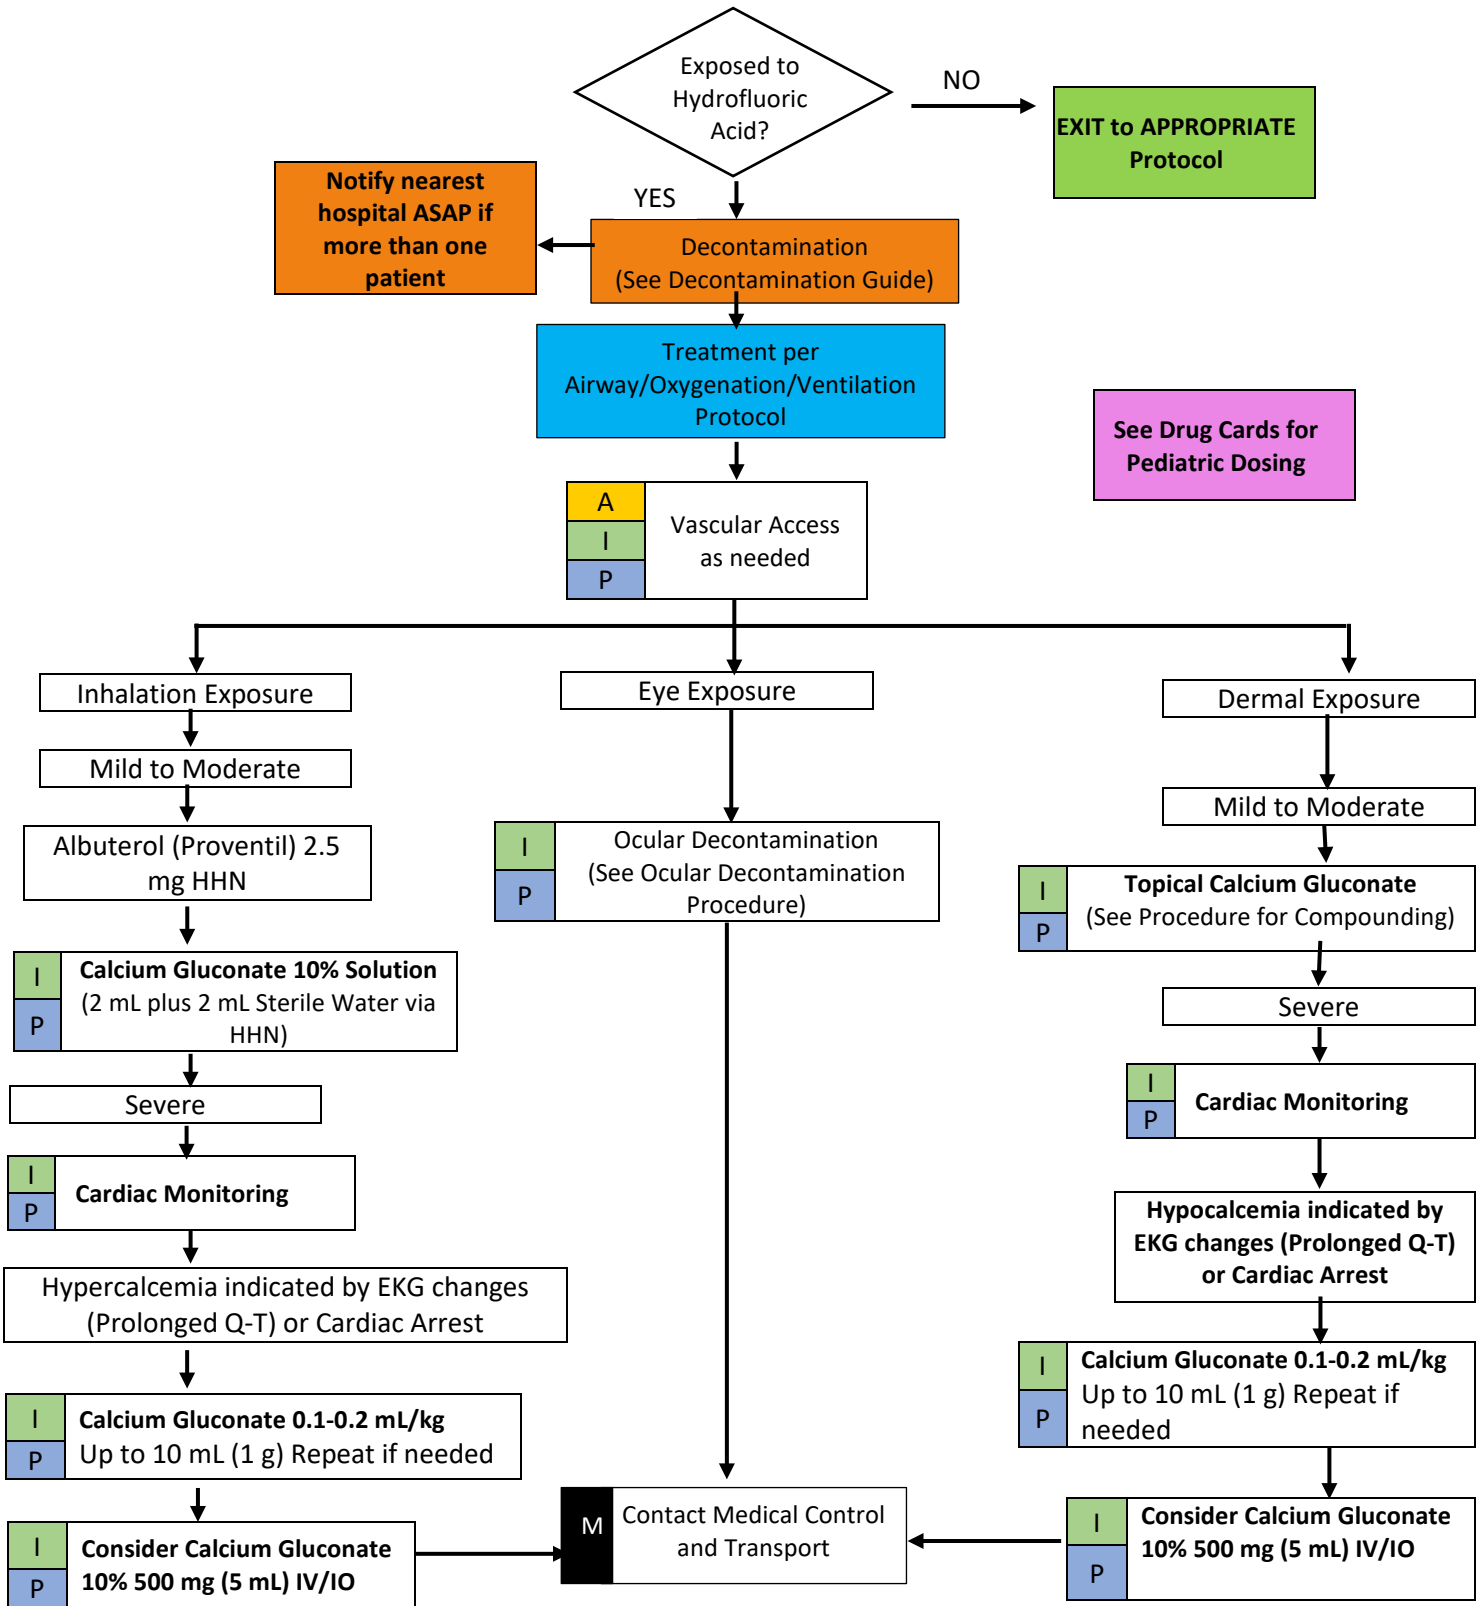 Exposed to
Hydrofluoric
Acid?
NO
EXIT to APPROPRIATE
Protocol
YES
Notify nearest
hospital ASAP if
more than one
patient
Decontamination
(See Decontamination Guide)
Treatment per
Airway/Oxygenation/Ventilation
Protocol
See Drug Cards for
Pediatric Dosing
A
I
P
Vascular Access
as needed
Inhalation Exposure
Mild to Moderate
Albuterol (Proventil) 2.5
mg HHN
I
P
Calcium Gluconate 10% Solution
(2 mL plus 2 mL Sterile Water via
HHN)
Severe
I
P
Cardiac Monitoring
Hypercalcemia indicated by EKG changes
(Prolonged Q-T) or Cardiac Arrest
I
P
Calcium Gluconate 0.1-0.2 mL/kg
Up to 10 mL (1 g) Repeat if needed
I
P
Consider Calcium Gluconate
10% 500 mg (5 mL) IV/IO
Eye Exposure
I
P
Ocular Decontamination
(See Ocular Decontamination
Procedure)
M
Contact Medical Control
and Transport
Dermal Exposure
Mild to Moderate
I
P
Topical Calcium Gluconate
(See Procedure for Compounding)
Severe
I
P
Cardiac Monitoring
Hypocalcemia indicated by
EKG changes (Prolonged Q-T)
or Cardiac Arrest
I
P
Calcium Gluconate 0.1-0.2 mL/kg
Up to 10 mL (1 g) Repeat if
needed
I
P
Consider Calcium Gluconate
10% 500 mg (5 mL) IV/IO